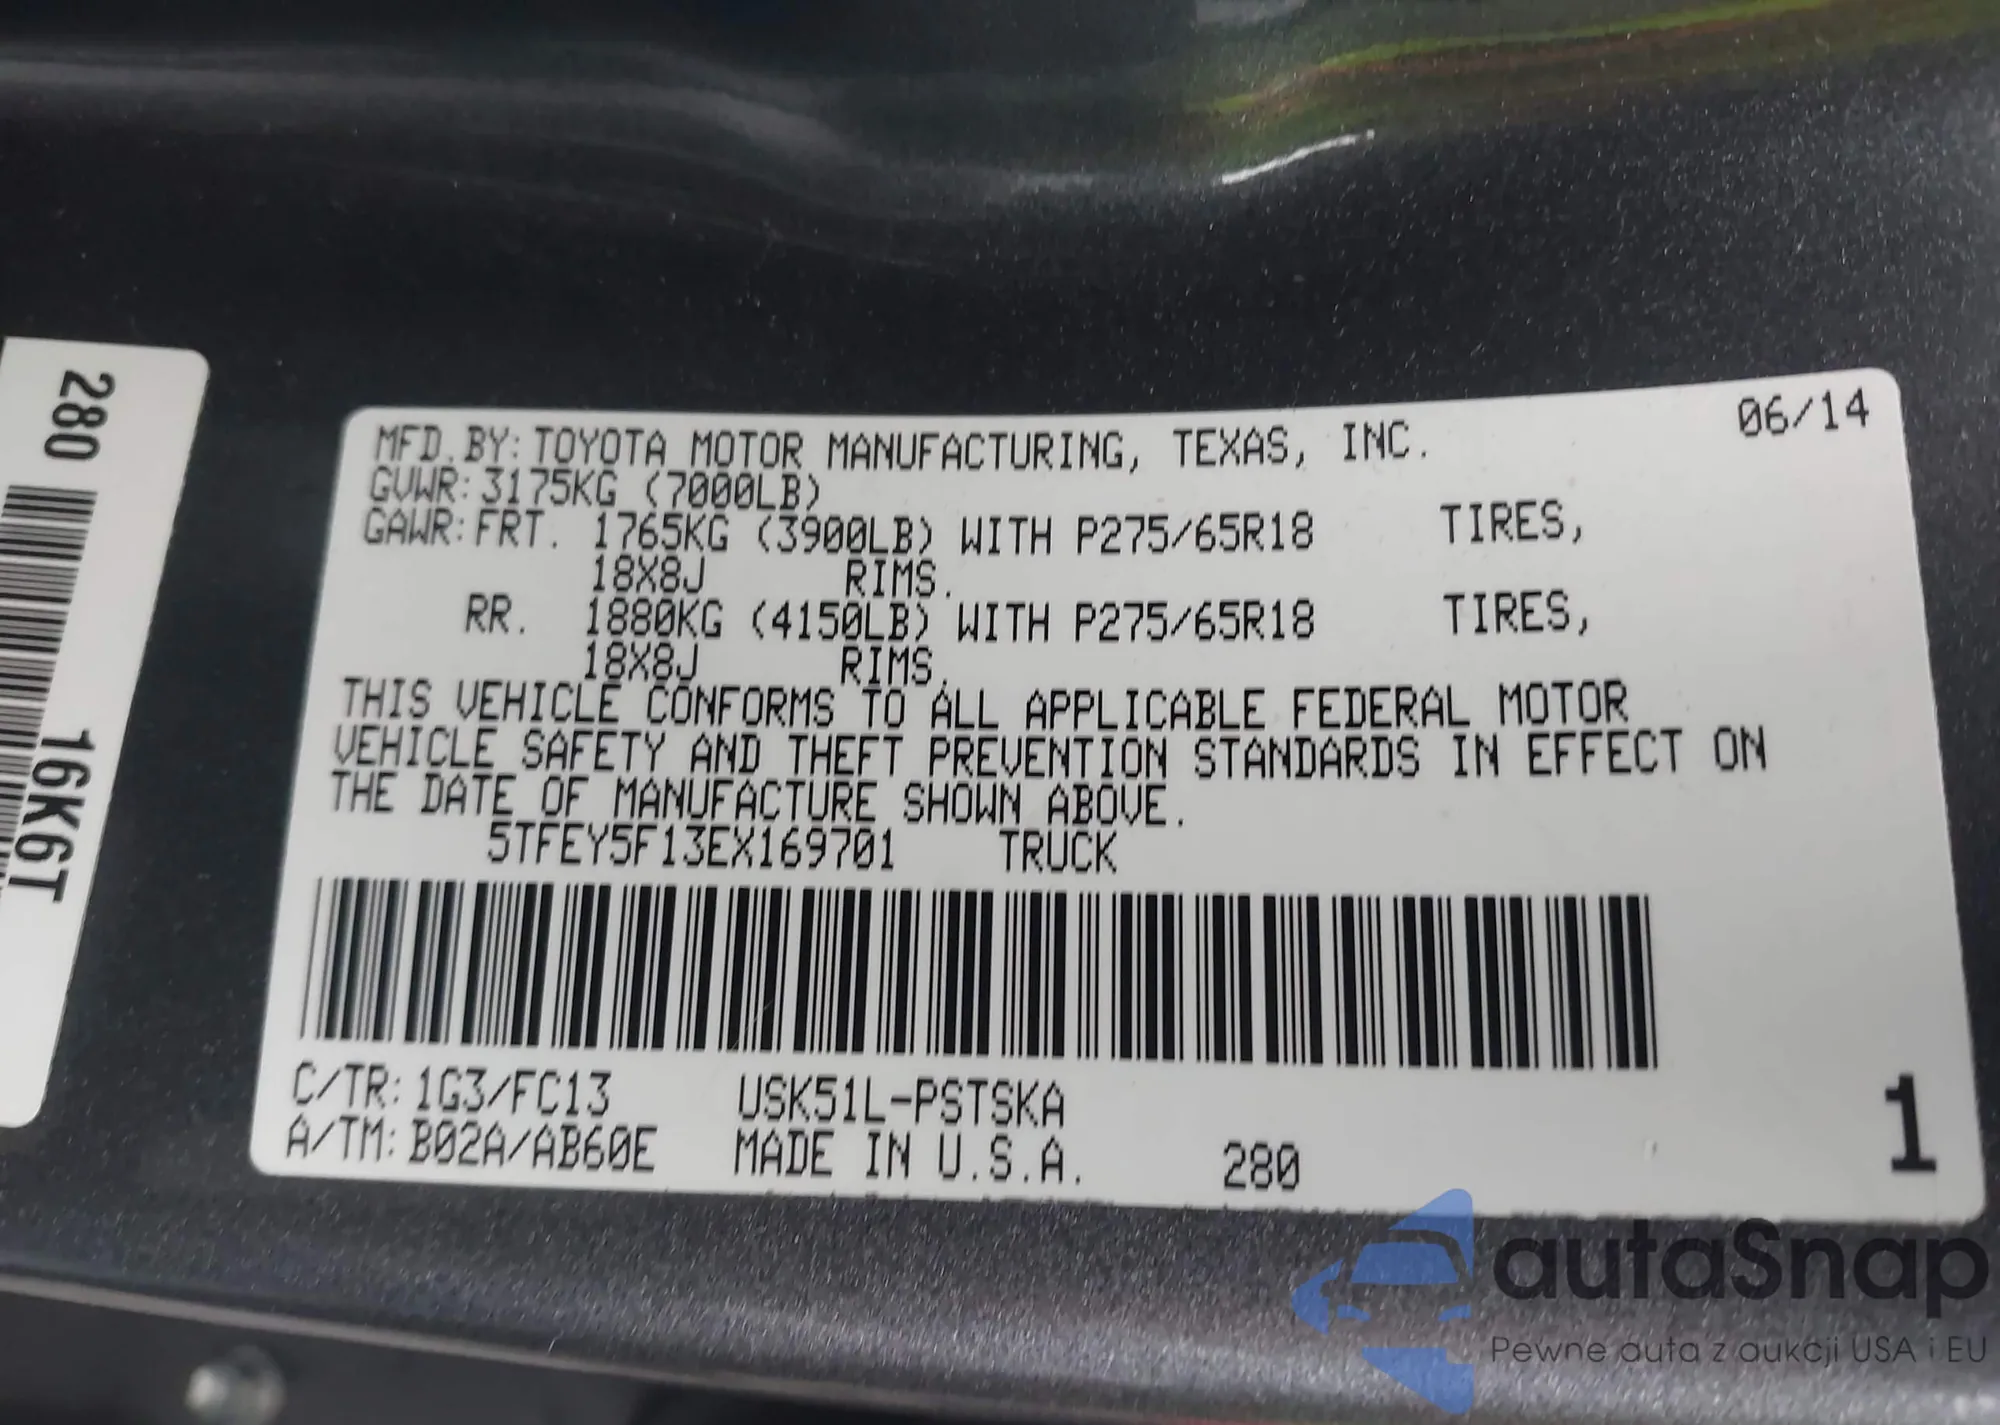 280
16K6T
06/14
MFD.BY: TOYOTA MOTOR MANUFACTURING, TEXAS, INC.
GVWR: 3175KG (7000LB)
GAWR: FRT. 1765KG (3900LB) WITH P275/65R18 TIRES,
18X8J RIMS.
RR. 1880KG (4150LB) WITH P275/65R18 TIRES,
18X8J RIMS.
THIS VEHICLE CONFORMS TO ALL APPLICABLE FEDERAL MOTOR
VEHICLE SAFETY AND THEFT PREVENTION STANDARDS IN EFFECT ON
THE DATE OF MANUFACTURE SHOWN ABOVE.
5TFEY5F13EX169701 TRUCK
C/TR: 1G3/FC13 USK51L-PSTSKA
A/TM: B02A/AB60E MADE IN U.S.A. 280
1
autaSnap
Pewne auta z aukcji USA i EU